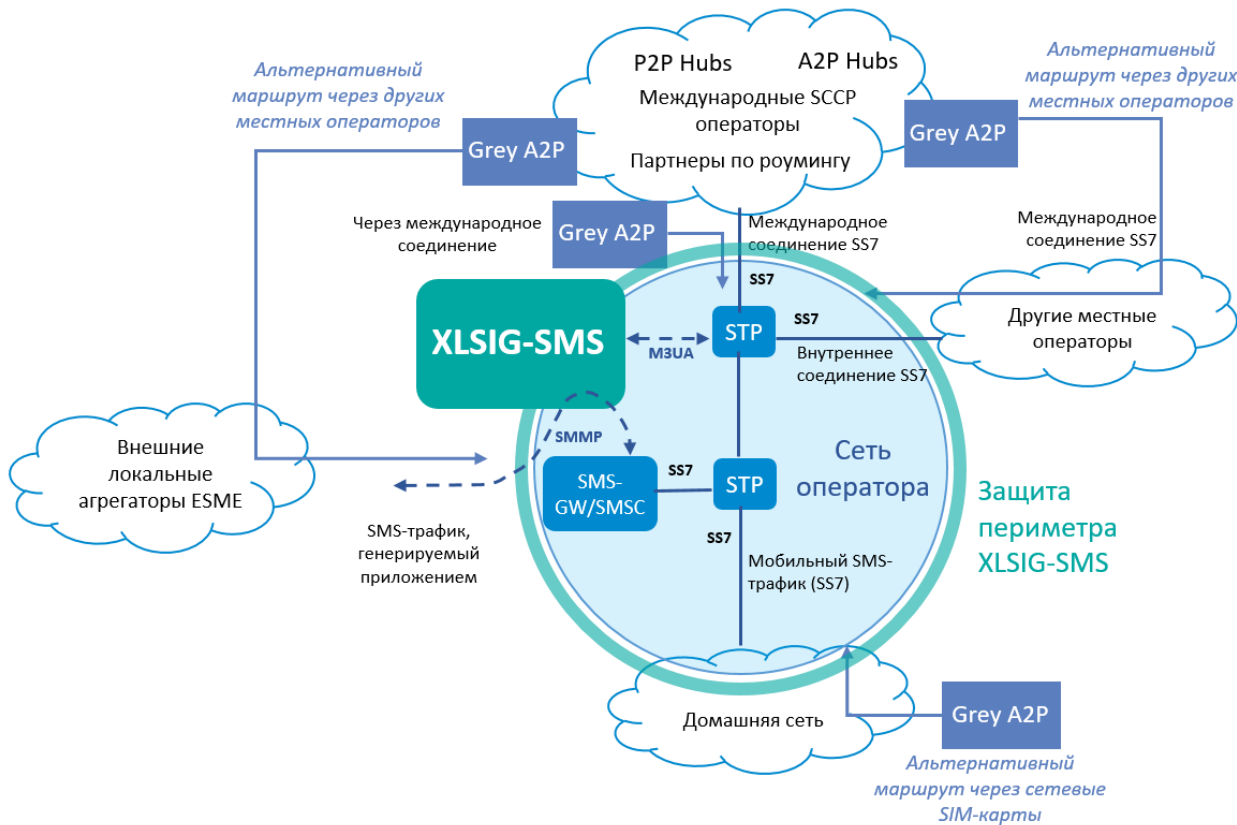 P2P Hubs
A2P Hubs
Международные SCCP
операторы
Партнеры по роумингу
Альтернативный
маршрут через других
местных операторов
Grey A2P
Альтернативный
маршрут через других
местных операторов
Grey A2P
Через международное
соединение
Grey A2P
Международное
соединение SS7
Международное
соединение SS7
SS7
XLSIG-SMS
M3UA
STP
SS7
Внутреннее
соединение SS7
Другие местные
операторы
Внешние
локальные
агрегаторы ESME
SMMP
SMS-
GW/SMSC
SS7
STP
Сеть
оператора
Защита
периметра
XLSIG-SMS
SMS-трафик,
генерируемый
приложением
SS7
Мобильный SMS-
трафик (SS7)
Домашняя сеть
Grey A2P
Альтернативный
маршрут через сетевые
SIM-карты